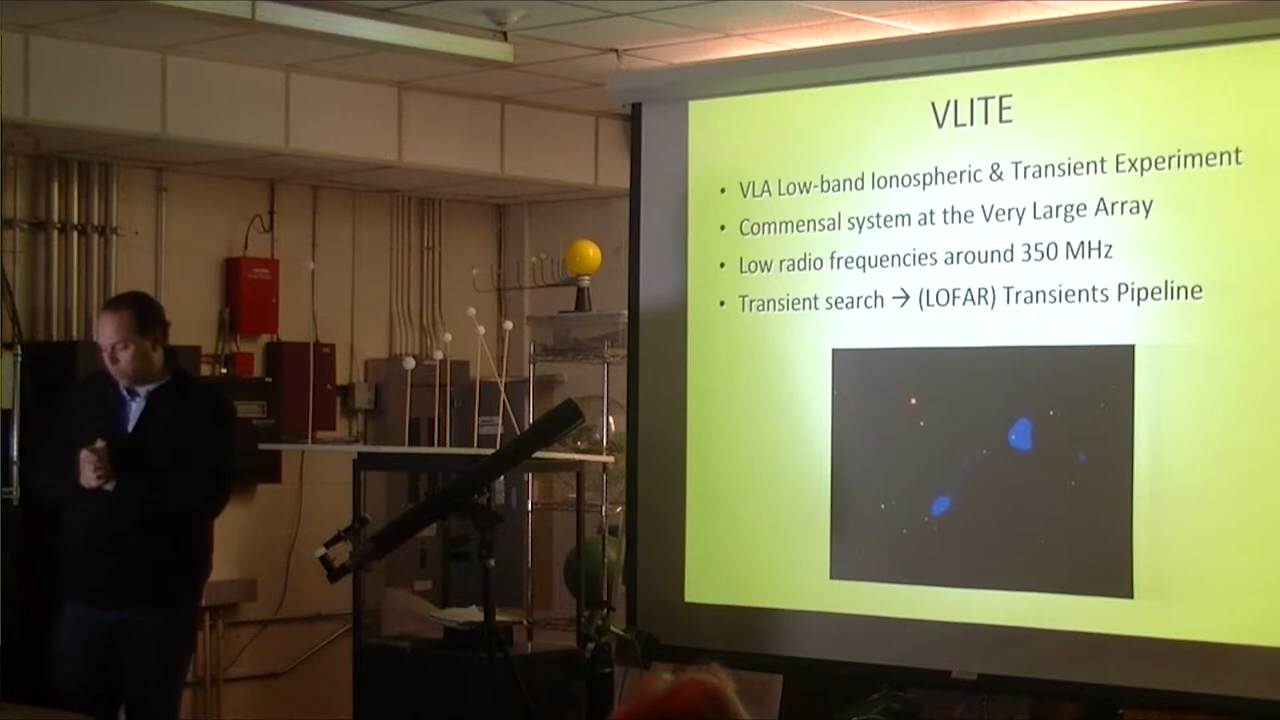 VLITE
• VLA Low-band Ionospheric & Transient Experiment
• Commensal system at the Very Large Array
• Low radio frequencies around 350 MHz
• Transient search → (LOFAR) Transients Pipeline